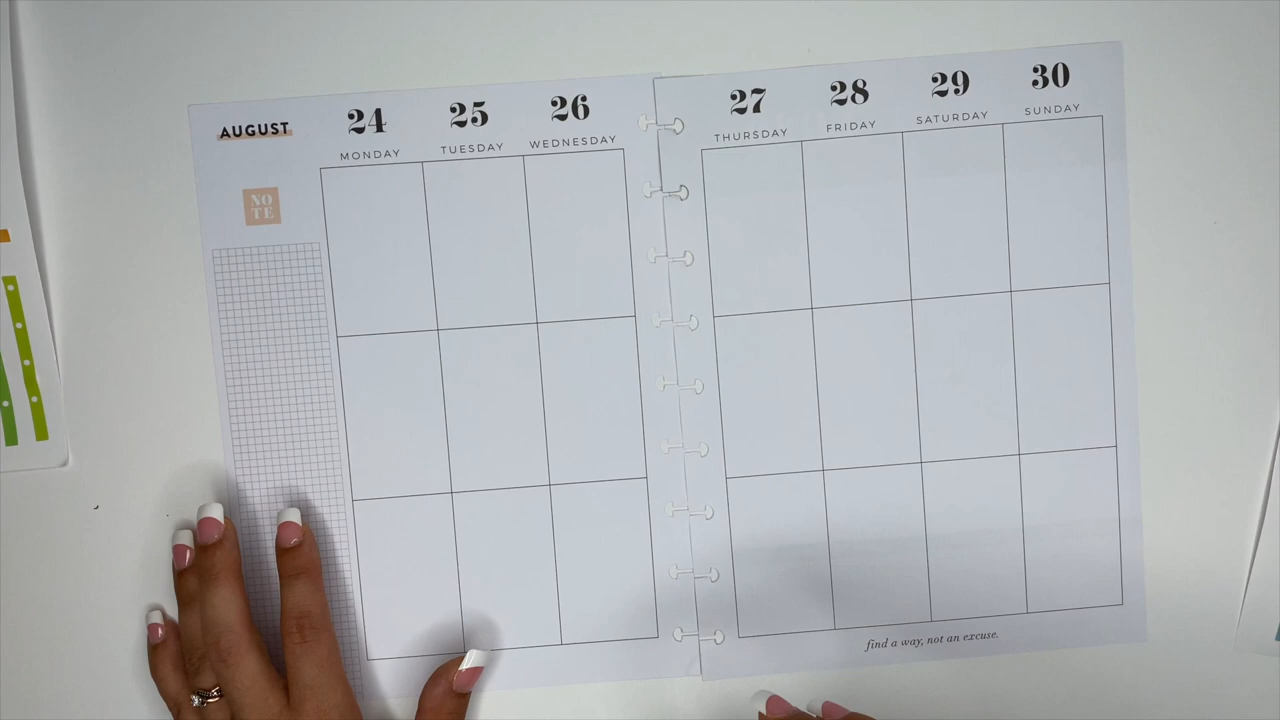 AUGUST
NO
TE
24
MONDAY
25
TUESDAY
26
WEDNESDAY
27
THURSDAY
28
FRIDAY
29
SATURDAY
30
SUNDAY
find a way, not an excuse.